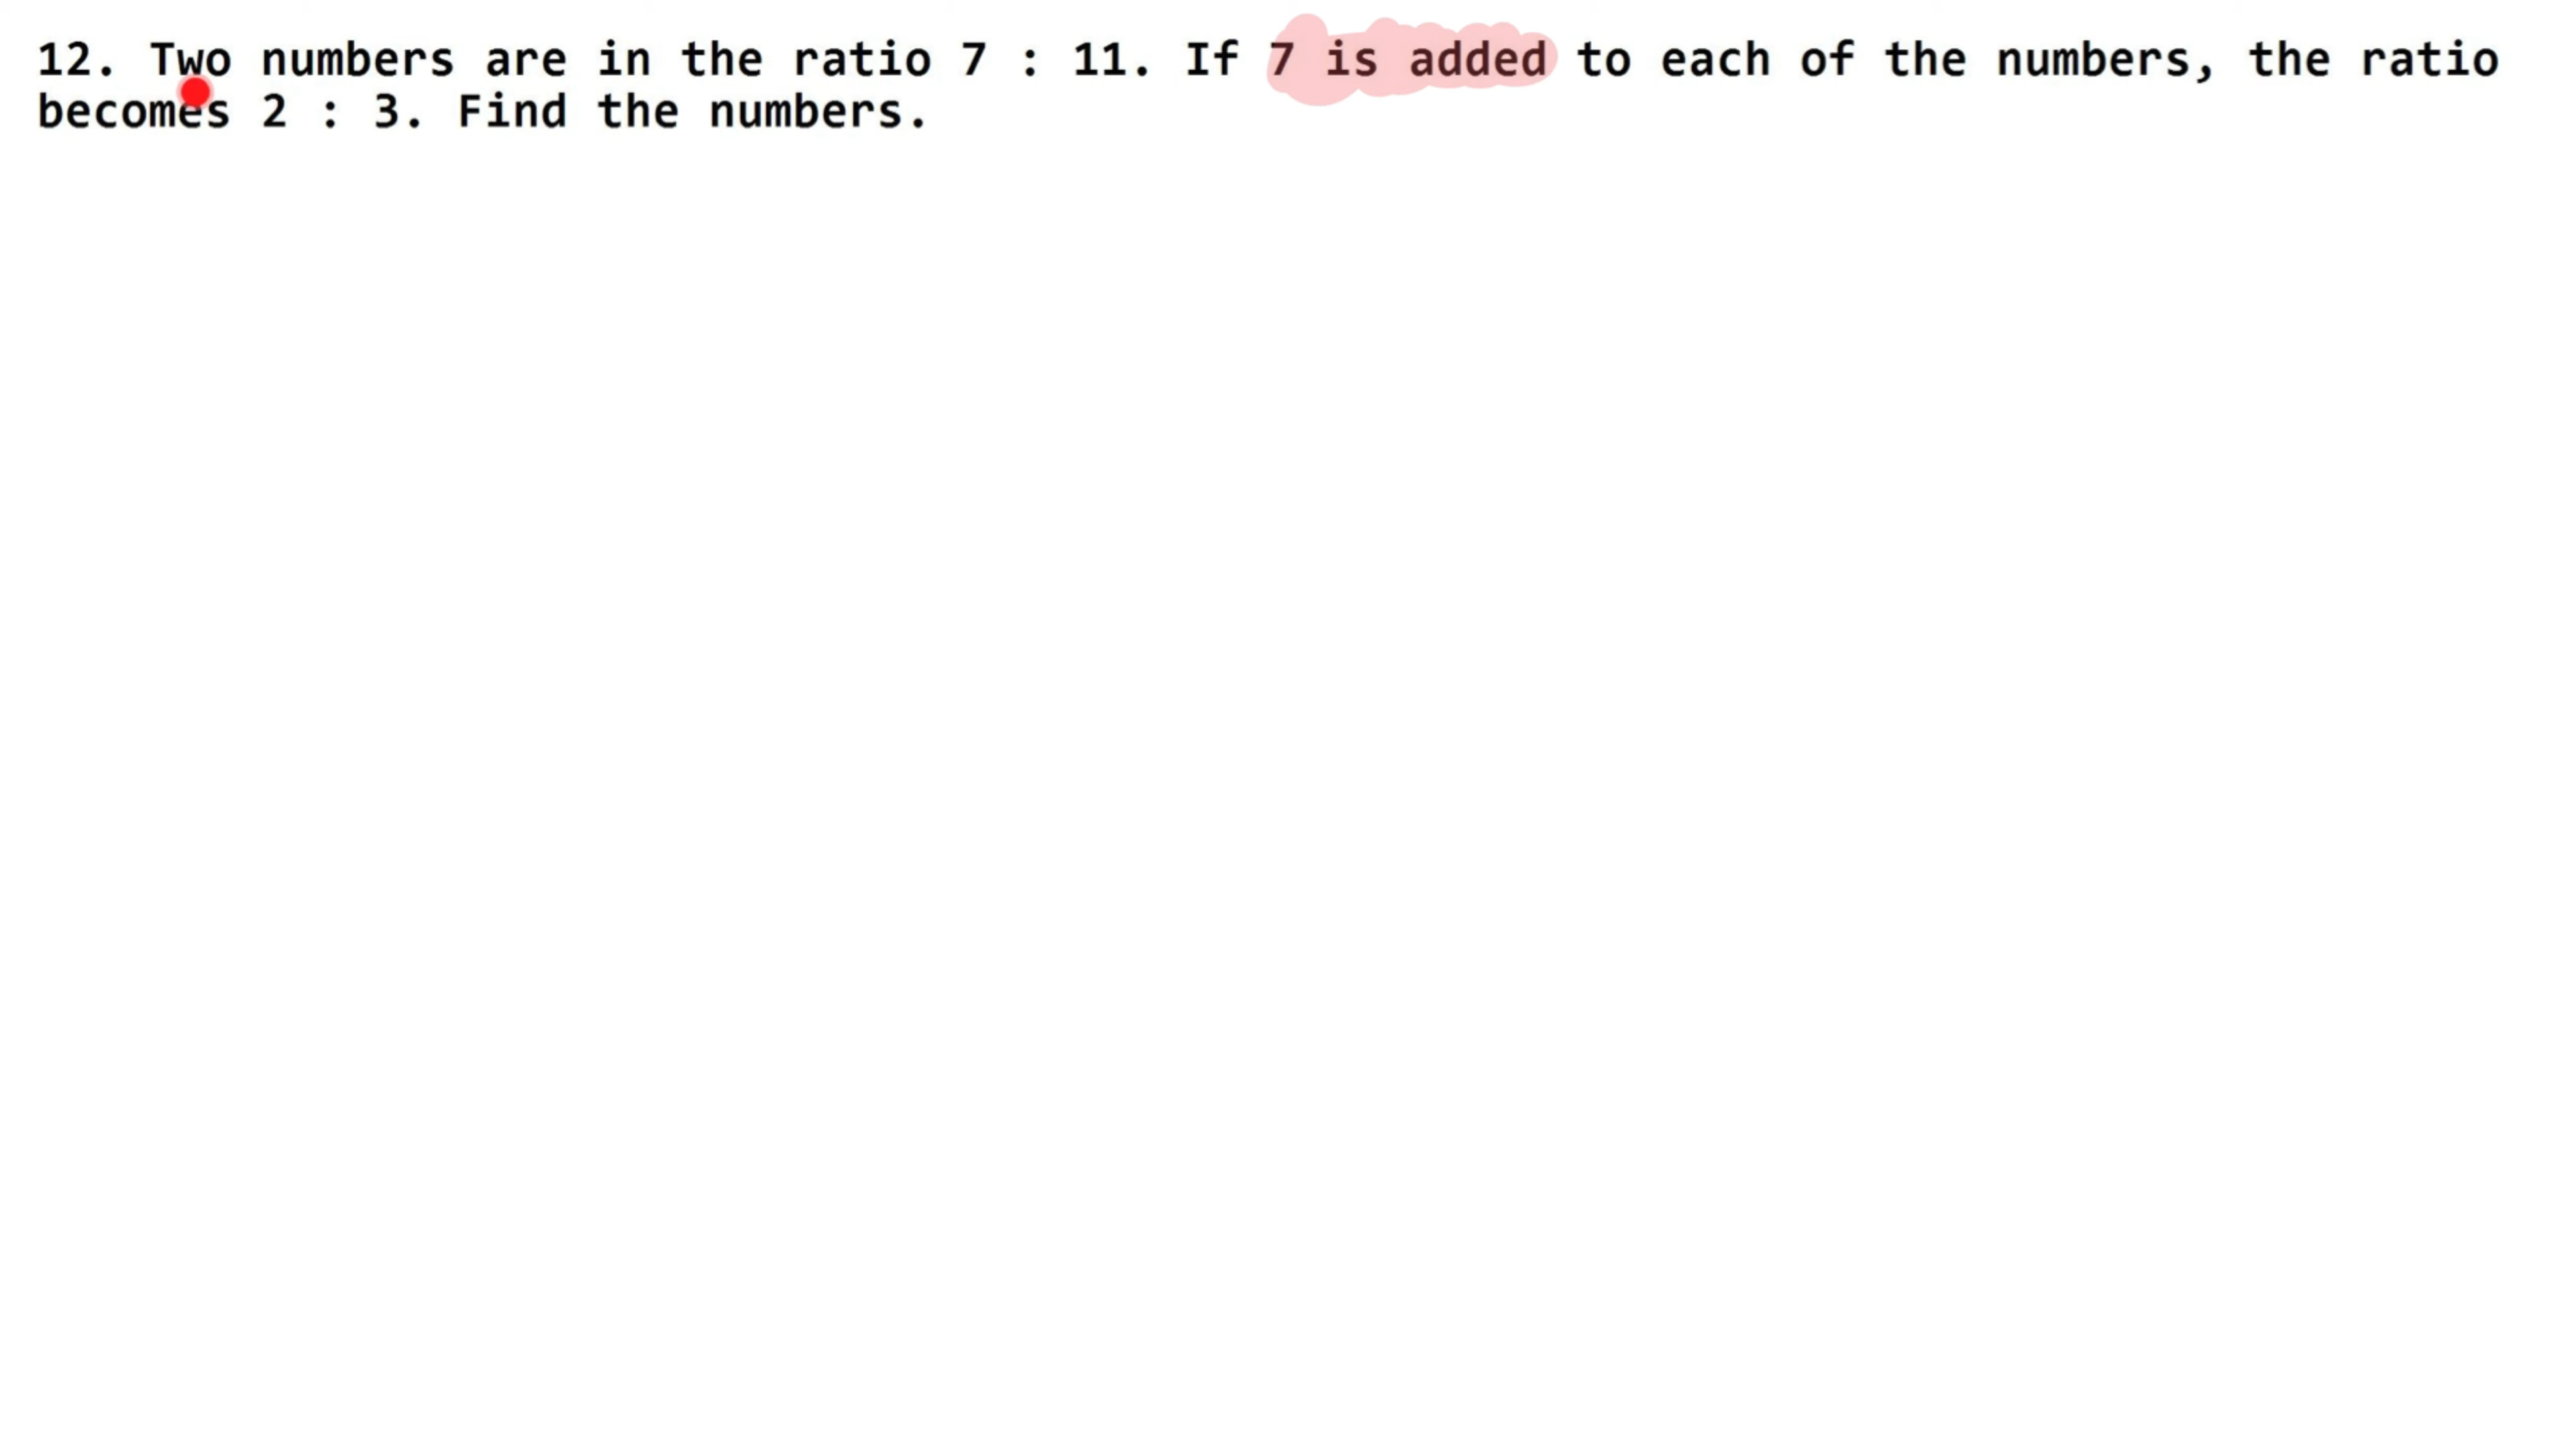 12. Two numbers are in the ratio 7 : 11. If 7 is added to each of the numbers, the ratio
becomes 2 : 3. Find the numbers.